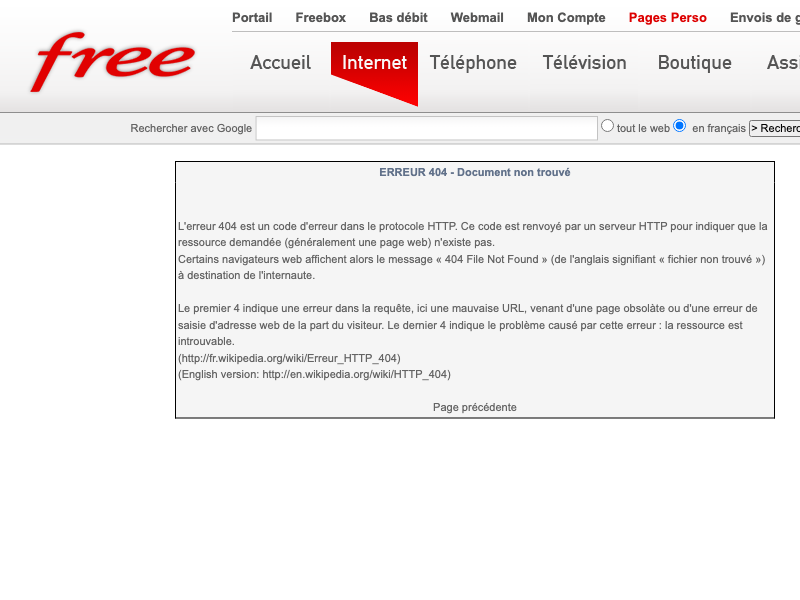 Portail Freebox Bas débit Webmail Mon Compte Pages Perso Envois de g
free
Accueil Internet Téléphone Télévision Boutique Assi
Rechercher avec Google tout le web en français > Recherc
ERREUR 404 - Document non trouvé
L'erreur 404 est un code d'erreur dans le protocole HTTP. Ce code est renvoyé par un serveur HTTP pour indiquer que la
ressource demandée (généralement une page web) n'existe pas.
Certains navigateurs web affichent alors le message « 404 File Not Found » (de l'anglais signifiant « fichier non trouvé »)
à destination de l'internaute.
Le premier 4 indique une erreur dans la requête, ici une mauvaise URL, venant d'une page obsolàte ou d'une erreur de
saisie d'adresse web de la part du visiteur. Le dernier 4 indique le problème causé par cette erreur : la ressource est
introuvable.
(http://fr.wikipedia.org/wiki/Erreur_HTTP_404)
(English version: http://en.wikipedia.org/wiki/HTTP_404)
Page précédente